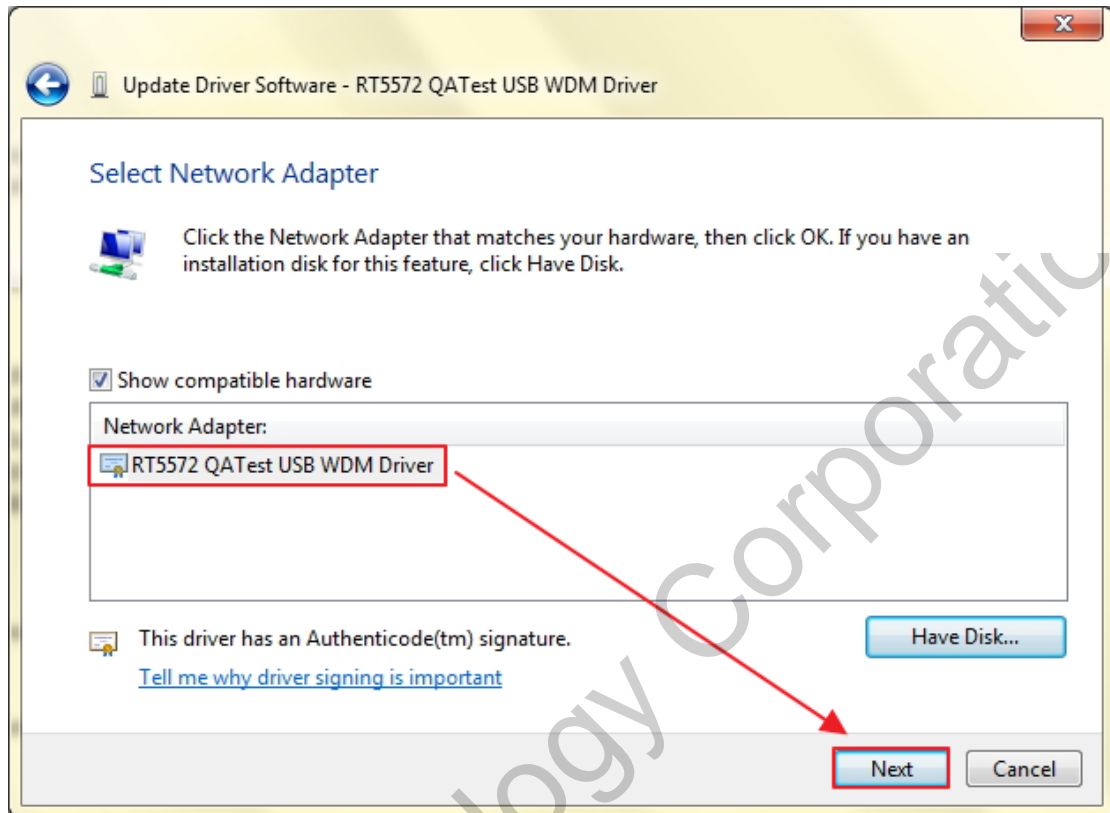 Update Driver Software - RT5572 QATest USB WDM Driver
Select Network Adapter
Click the Network Adapter that matches your hardware, then click OK. If you have an
installation disk for this feature, click Have Disk.
Show compatible hardware
Network Adapter:
RT5572 QATest USB WDM Driver
This driver has an Authenticode(tm) signature.
Have Disk...
Tell me why driver signing is important
Next
Cancel